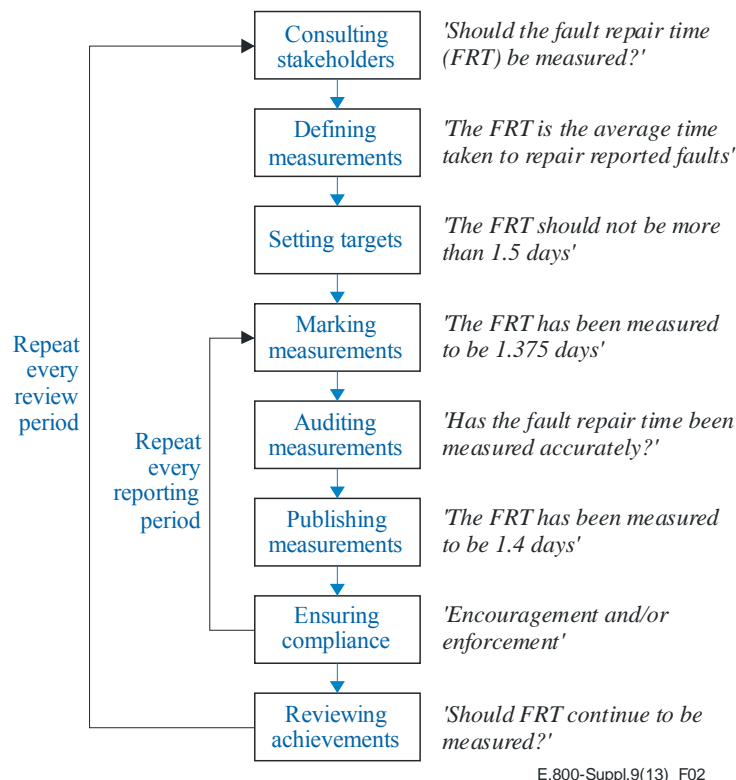 Consulting
stakeholders
'Should the fault repair time
(FRT) be measured?'
Defining
measurements
'The FRT is the average time
taken to repair reported faults'
Setting targets
'The FRT should not be more
than 1.5 days'
Marking
measurements
'The FRT has been measured
to be 1.375 days'
Repeat
every
review
period
Auditing
measurements
'Has the fault repair time been
measured accurately?'
Repeat
every
reporting
period
Publishing
measurements
'The FRT has been measured
to be 1.4 days'
Ensuring
compliance
'Encouragement and/or
enforcement'
Reviewing
achievements
'Should FRT continue to be
measured?'
E.800-Suppl.9(13)_F02